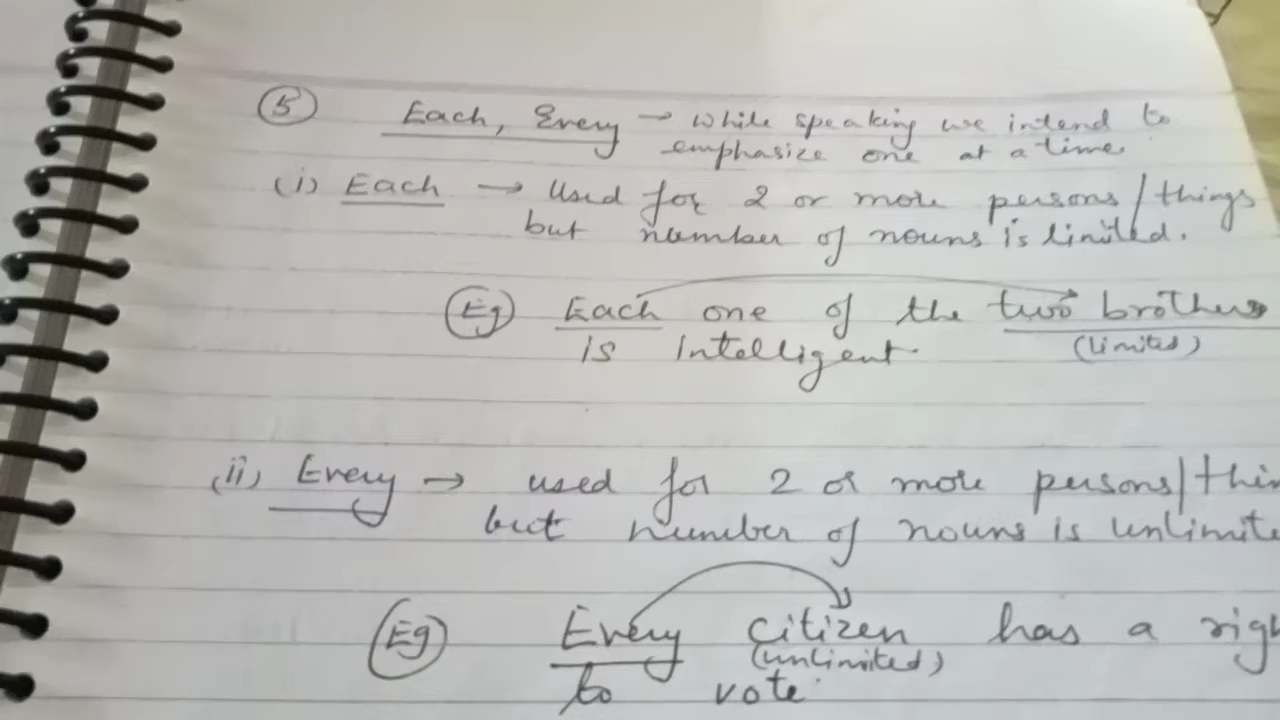 (5) Each, Every → While speaking we intend to
emphasize one at a time
(i) Each → Used for 2 or more persons/things
but number of nouns is limited.
(Eg) Each one of the two brothers
is intelligent (limited)
(ii) Every → used for 2 or more persons/thin
but number of nouns is unlimite
(Eg) Every citizen has a righ
(unlimited)
to vote